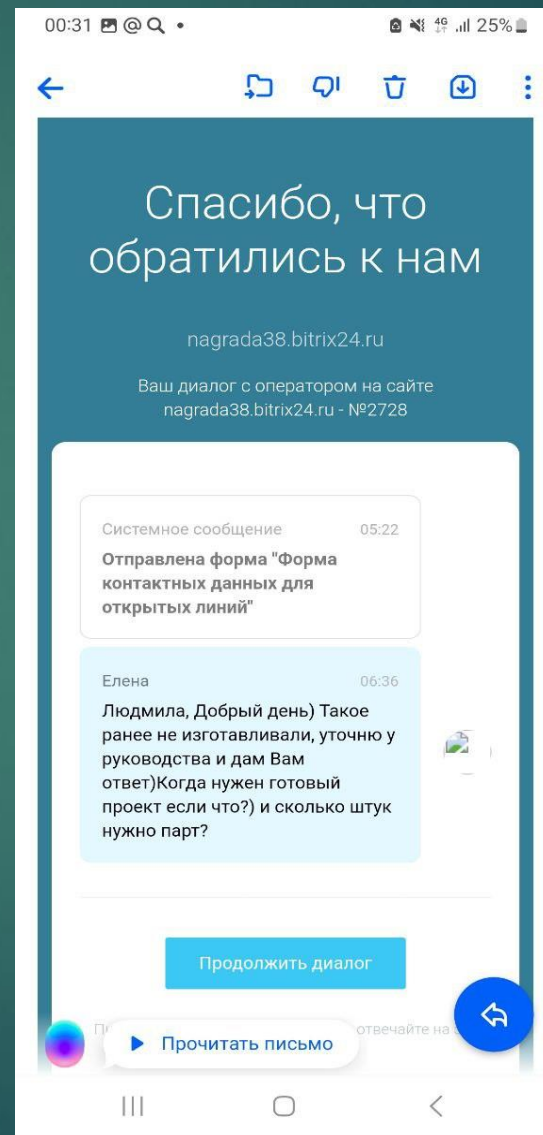 00:31
4G
25%
Спасибо, что
обратились к нам
nagrada38.bitrix24.ru
Ваш диалог с оператором на сайте
nagrada38.bitrix24.ru - №2728
Системное сообщение 05:22
Отправлена форма "Форма
контактных данных для
открытых линий"
Елена 06:36
Людмила, Добрый день) Такое
ранее не изготавливали, уточню у
руководства и дам Вам
ответ)Когда нужен готовый
проект если что?) и сколько штук
нужно парт?
Продолжить диалог
отвечайте на
Прочитать письмо